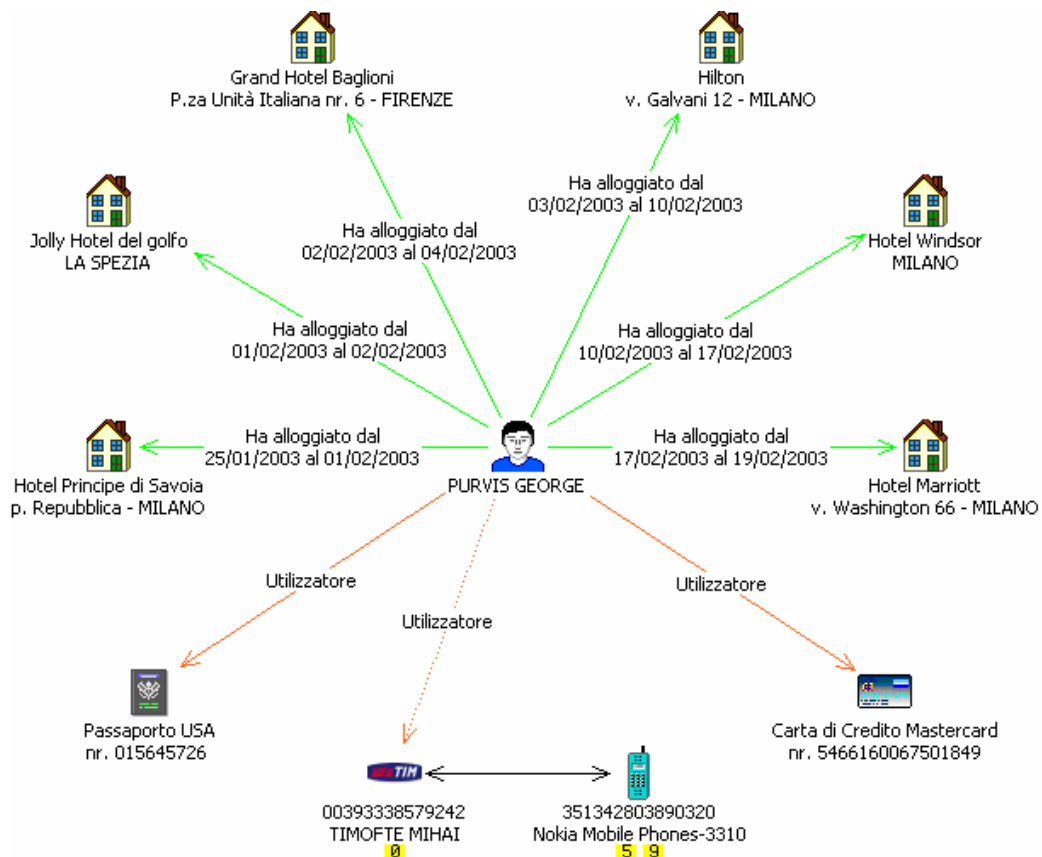 Grand Hotel Baglioni
P.za Unità Italiana nr. 6 - FIRENZE
Hilton
v. Galvani 12 - MILANO
Jolly Hotel del golfo
LA SPEZIA
Hotel Windsor
MILANO
Ha alloggiato dal
02/02/2003 al 04/02/2003
Ha alloggiato dal
03/02/2003 al 10/02/2003
Ha alloggiato dal
01/02/2003 al 02/02/2003
Ha alloggiato dal
10/02/2003 al 17/02/2003
Hotel Principe di Savoia
p. Repubblica - MILANO
Ha alloggiato dal
25/01/2003 al 01/02/2003
PURVIS GEORGE
Ha alloggiato dal
17/02/2003 al 19/02/2003
Hotel Marriott
v. Washington 66 - MILANO
Utilizzatore
Utilizzatore
Utilizzatore
Passaporto USA
nr. 015645726
TIM
003933338579242
TIMOFTE MIHAI
0
351342803890320
Nokia Mobile Phones-3310
5 9
Carta di Credito Mastercard
nr. 5466160067501849